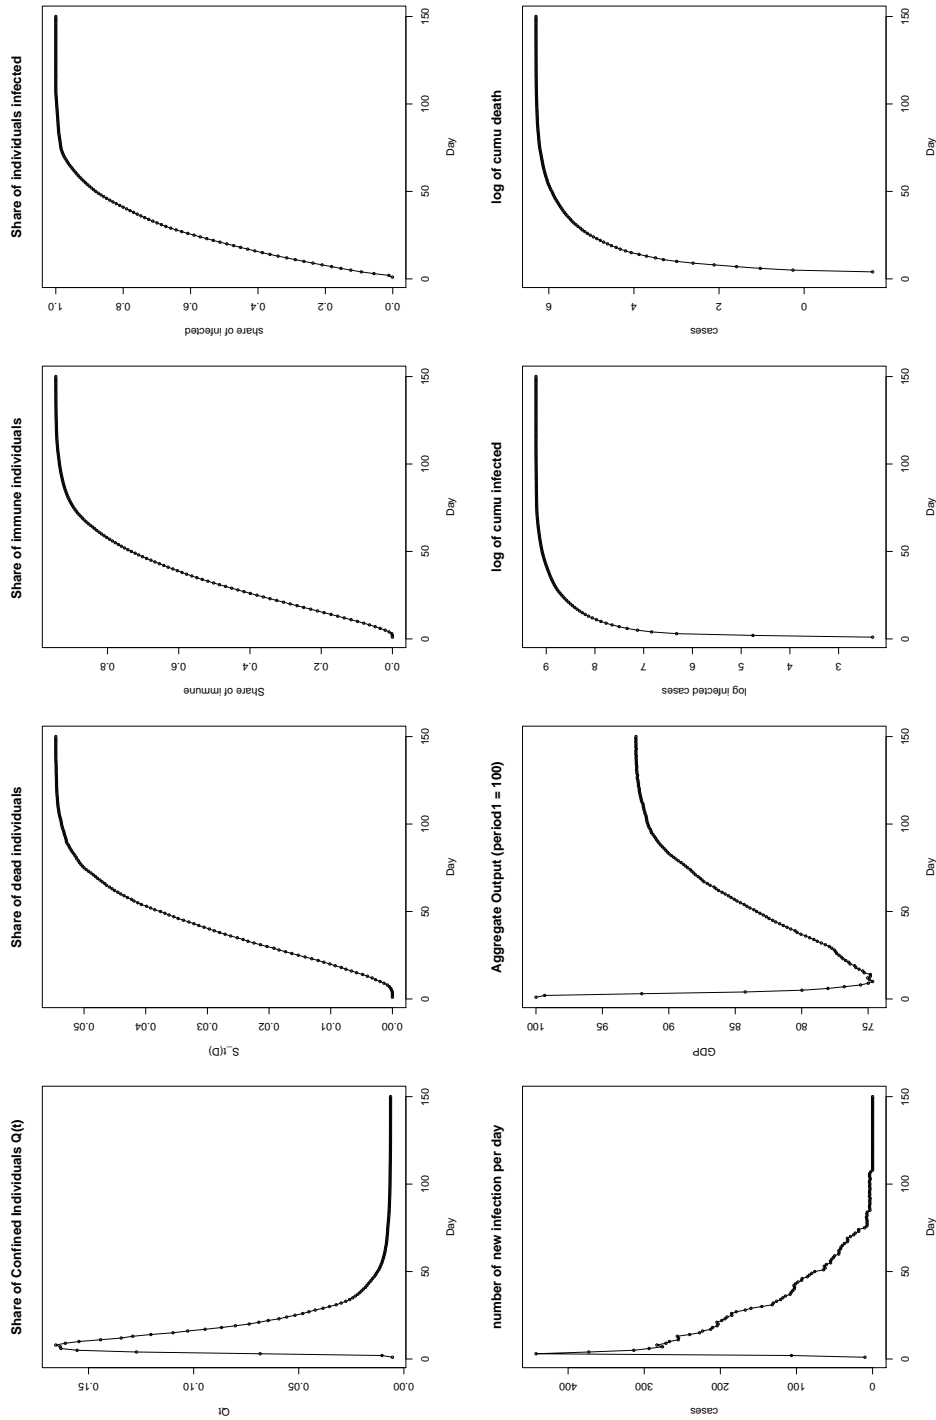 Share of Confined Individuals Q(t)
Qt
0.15
0.10
0.05
0.00
0 50 100 150
Day
Share of dead individuals
S_t(D)
0.05
0.04
0.03
0.02
0.01
0.00
0 50 100 150
Day
Share of immune individuals
Share of immune
0.8
0.6
0.4
0.2
0.0
0 50 100 150
Day
Share of individuals infected
share of infected
1.0
0.8
0.6
0.4
0.2
0.0
0 50 100 150
Day
number of new infection per day
cases
400
300
200
100
0
0 50 100 150
Day
Aggregate Output (period1 = 100)
GDP
100
95
90
85
80
75
0 50 100 150
Day
log of cumu infected
log infected cases
9
8
7
6
5
4
3
0 50 100 150
Day
log of cumu death
cases
6
4
2
0
0 50 100 150
Day